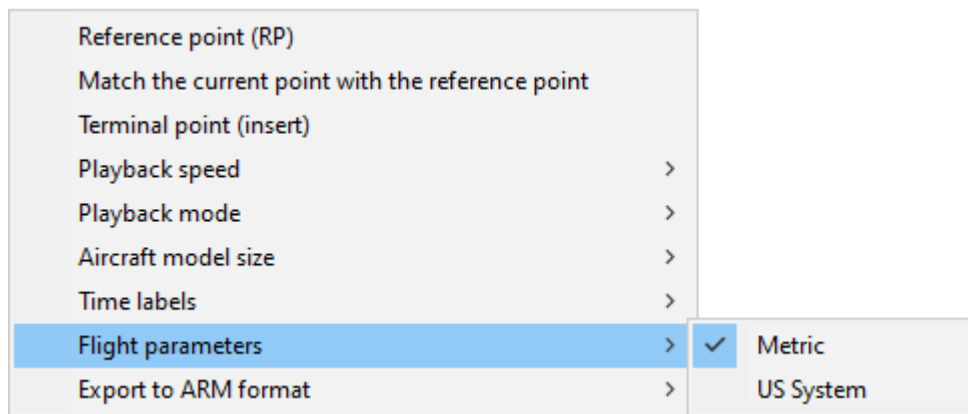 Reference point (RP)
Match the current point with the reference point
Terminal point (insert)
Playback speed
Playback mode
Aircraft model size
Time labels
Flight parameters
Metric
US System
Export to ARM format